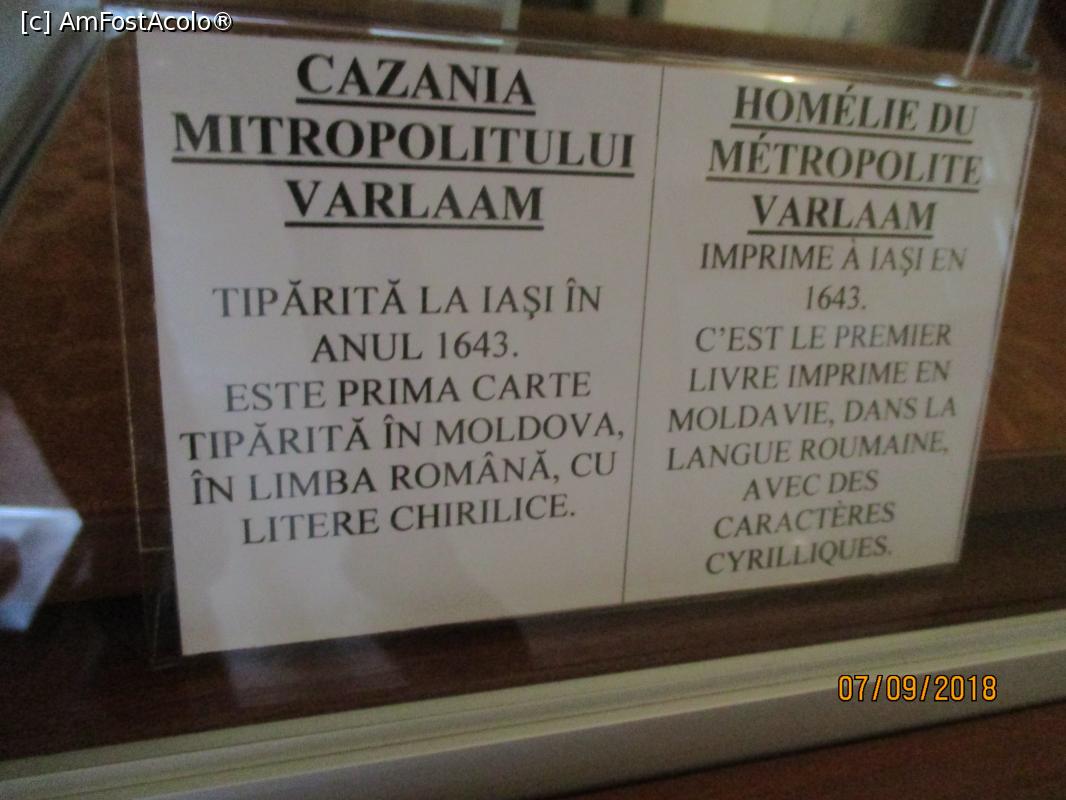 [c] AmFostAcolo®
CAZANIA
MITROPOLITULUI
VARLAAM
TIPĂRITĂ LA IAŞI ÎN
ANUL 1643.
ESTE PRIMA CARTE
TIPĂRITĂ ÎN MOLDOVA,
ÎN LIMBA ROMÂNĂ, CU
LITERE CHIRILICE.
HOMÉLIE DU
MÉTROPOLITE
VARLAAM
IMPRIME À IAŞI EN
1643.
C’EST LE PREMIER
LIVRE IMPRIME EN
MOLDAVIE, DANS LA
LANGUE ROUMAINE,
AVEC DES
CARACTÈRES
CYRILLIQUES.
07/09/2018